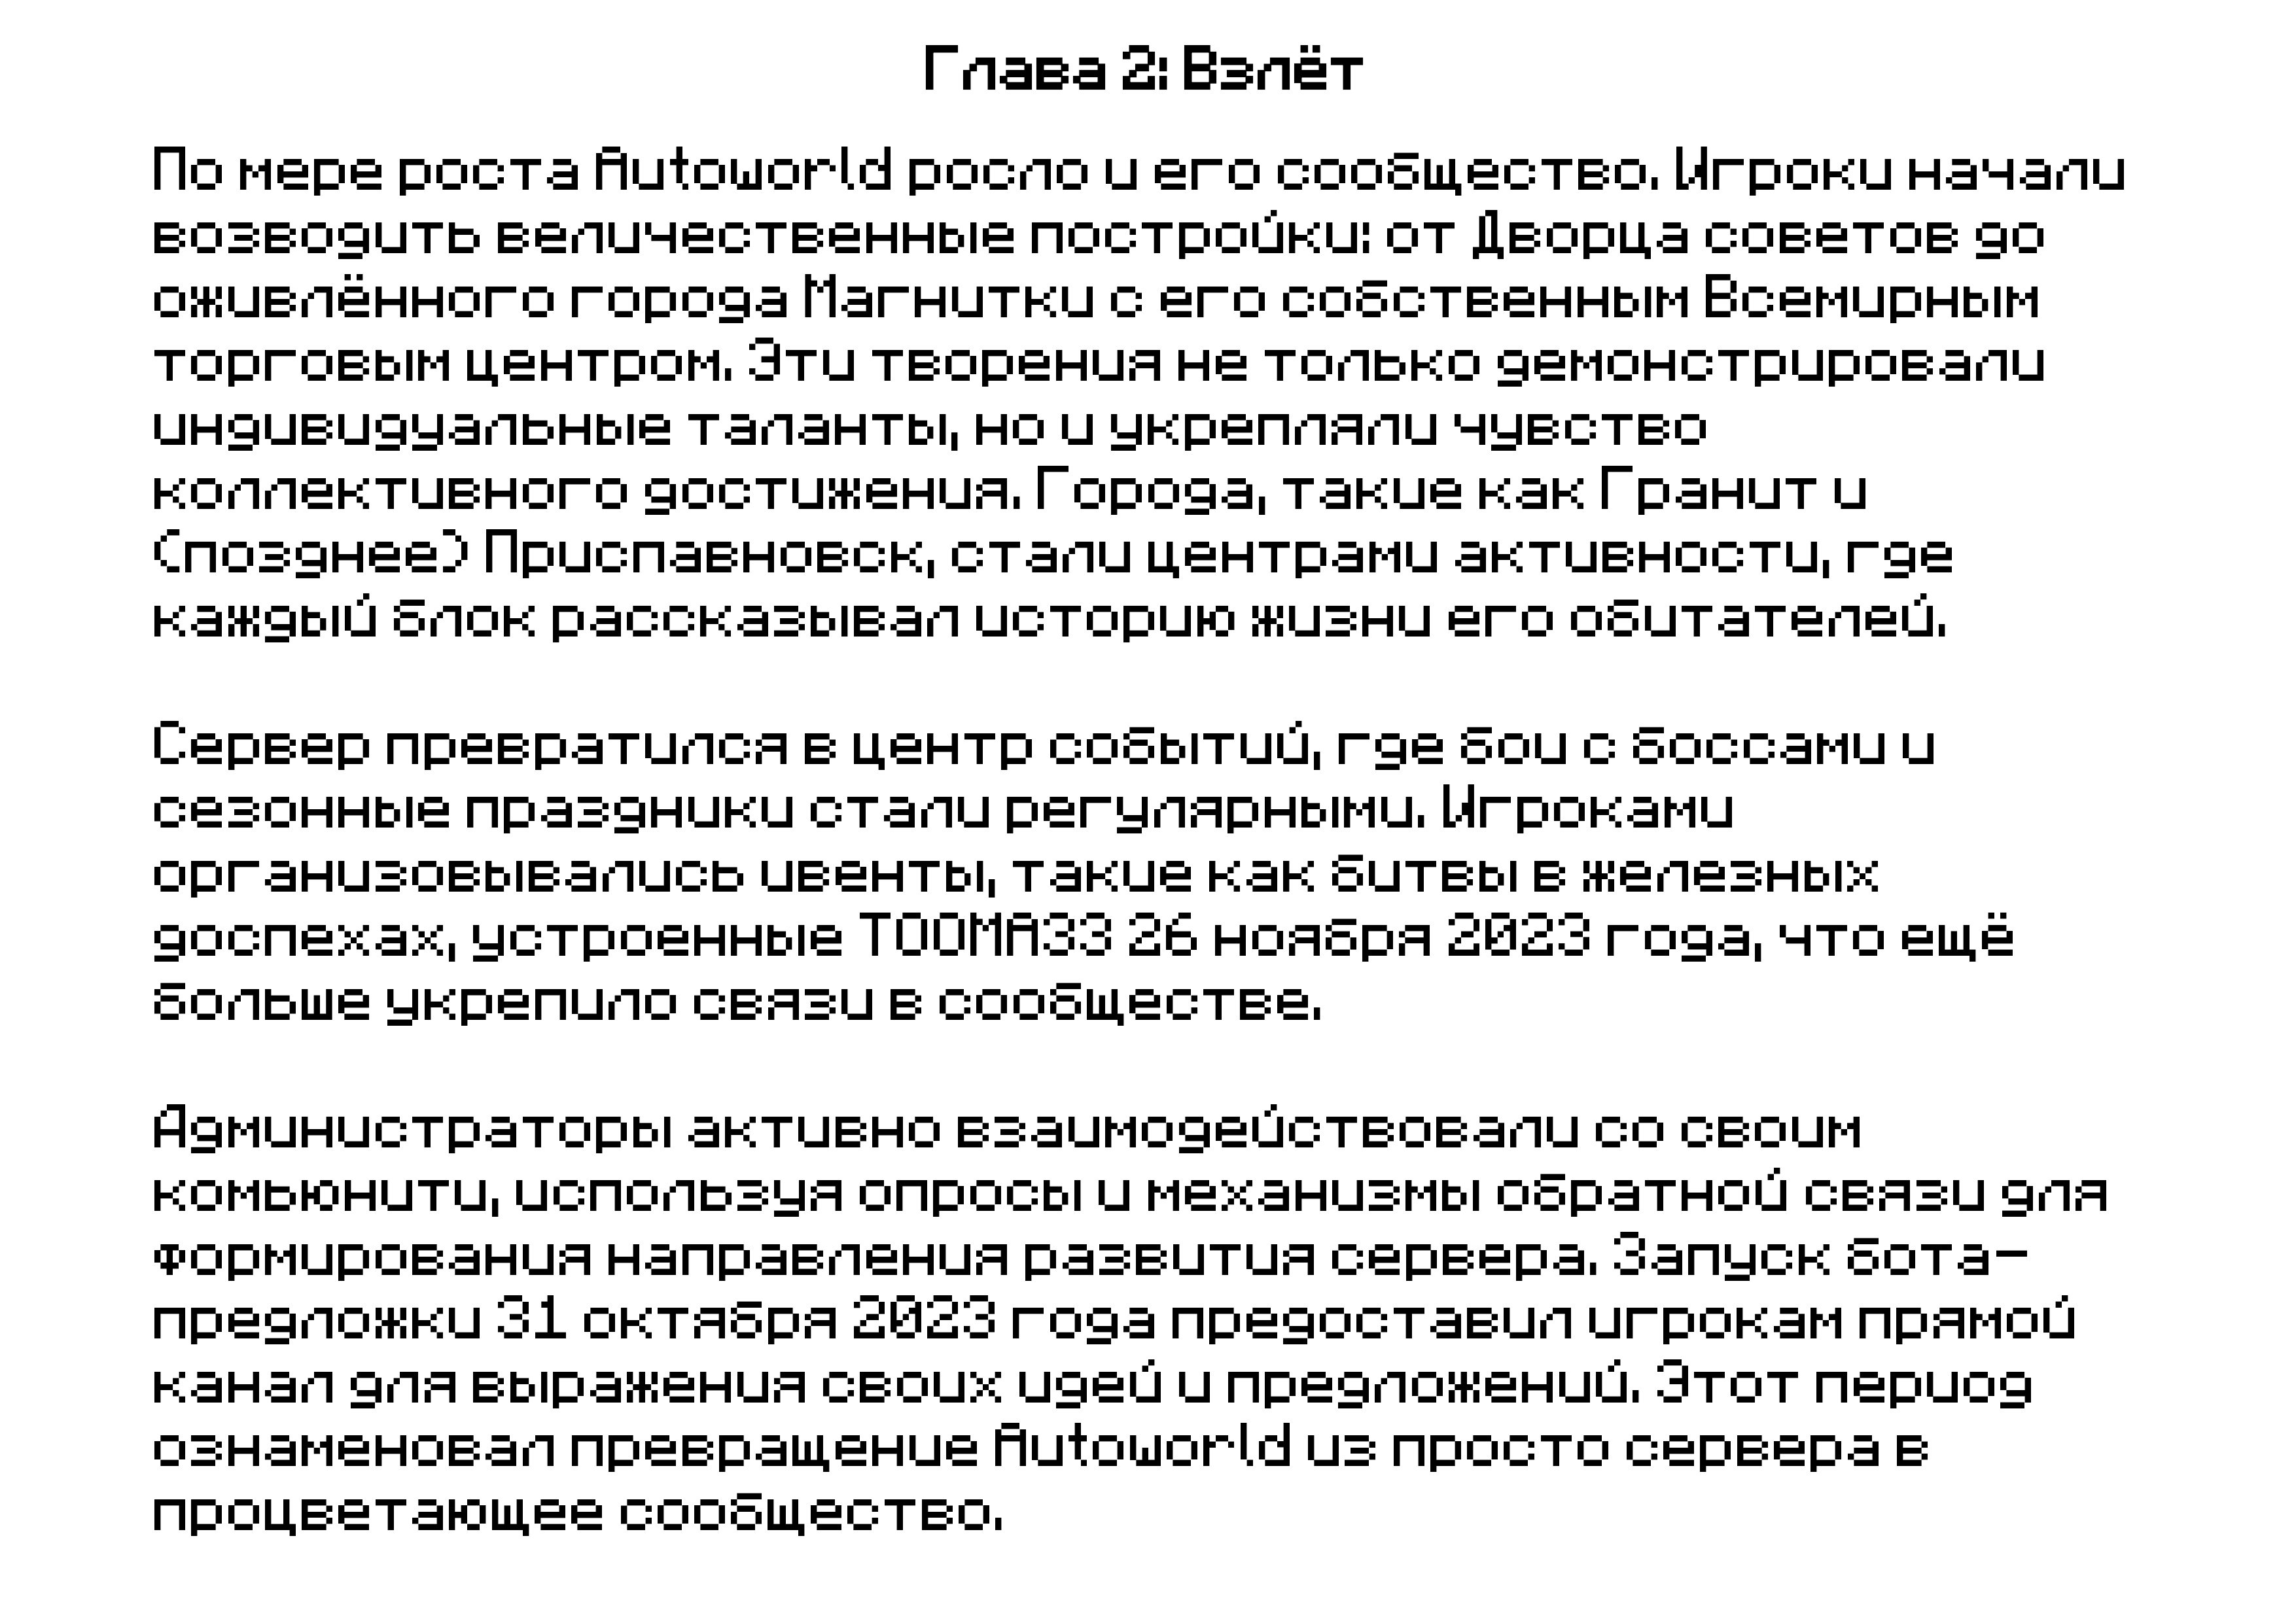 Глава 2: Взлёт
По мере роста Autoworld росло и его сообщество. Игроки начали
возводить величественные постройки: от Дворца советов до
оживлённого города Магнитки с его собственным Всемирным
торговым центром. Эти творения не только демонстрировали
индивидуальные таланты, но и укрепляли чувство
коллективного достижения. Города, такие как Гранит и
(позднее) Приспавновск, стали центрами активности, где
каждый блок рассказывал историю жизни его обитателей.
Сервер превратился в центр событий, где бои с боссами и
сезонные праздники стали регулярными. Игроками
организовывались ивенты, такие как битвы в железных
доспехах, устроенные TOOMA33 26 ноября 2023 года, что ещё
больше укрепило связи в сообществе.
Администраторы активно взаимодействовали со своим
комьюнити, используя опросы и механизмы обратной связи для
формирования направления развития сервера. Запуск бота-
предложки 31 октября 2023 года предоставил игрокам прямой
канал для выражения своих идей и предложений. Этот период
ознаменовал превращение Autoworld из просто сервера в
процветающее сообщество.